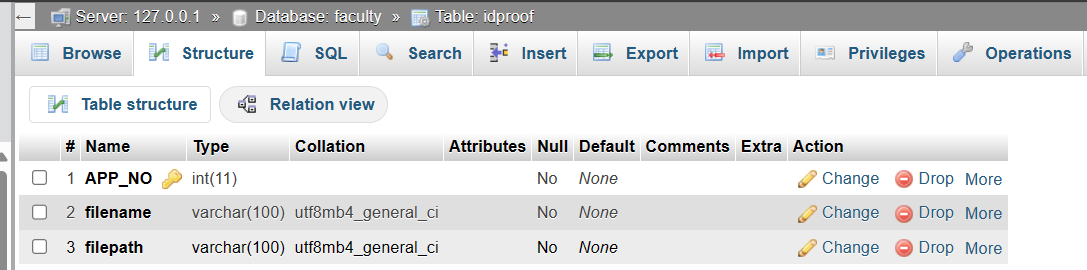 ← Server: 127.0.0.1 » Database: faculty » Table: idproof
Browse Structure SQL Search Insert Export Import Privileges Operations
Table structure Relation view
# Name Type Collation Attributes Null Default Comments Extra Action
1 APP_NO int(11) No None Change Drop More
2 filename varchar(100) utf8mb4_general_ci No None Change Drop More
3 filepath varchar(100) utf8mb4_general_ci No None Change Drop More